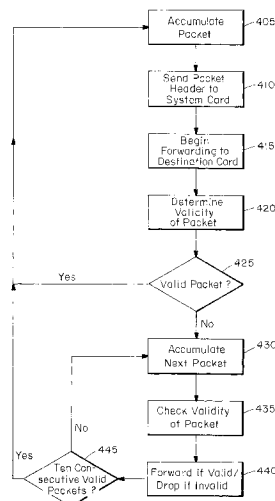 Accumulate
Packet
405
Send Packet
Header to
System Card
410
Begin
Forwarding to
Destination Card
415
Determine
Validity
of Packet
420
425
Valid Packet?
Yes
No
Accumulate
Next Packet
430
Check Validity
of Packet
435
Forward if Valid/
Drop if Invalid
440
445
Ten Con-
secutive Valid
Packets?
No
Yes